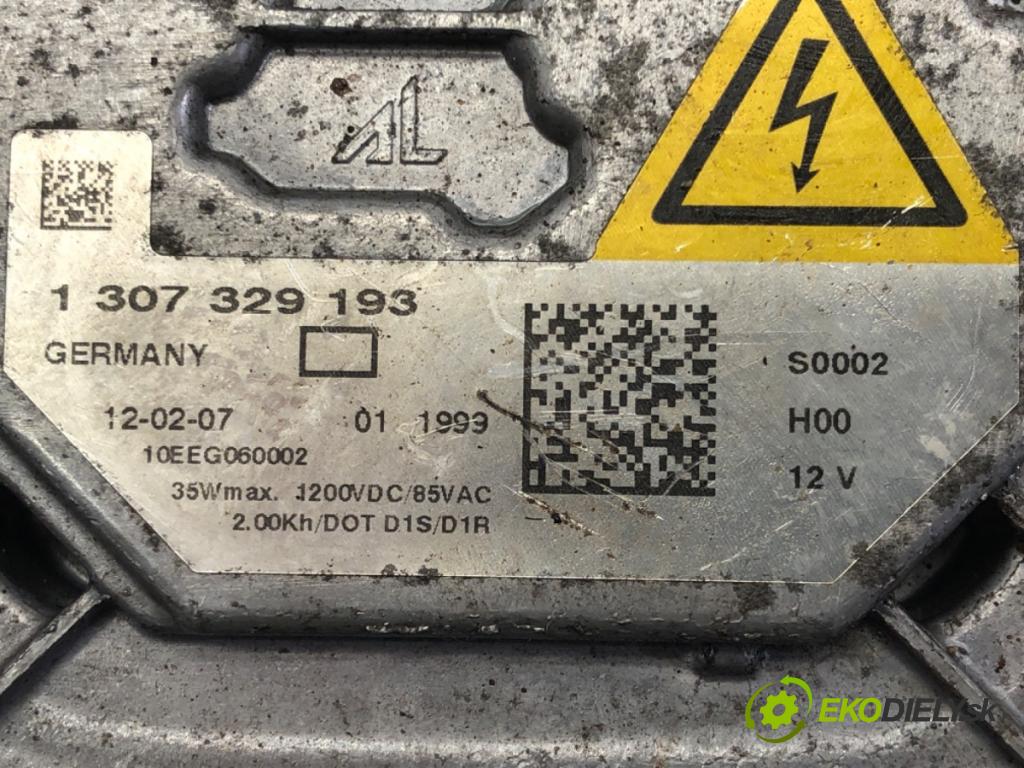 AL
1 307 329 193
GERMANY
S0002
12-02-07 01 1999
H00
10EEG060002
12 V
35Wmax. 1200VDC/85VAC
2.00Kh/DOT D1S/D1R
EKODIELY.sk